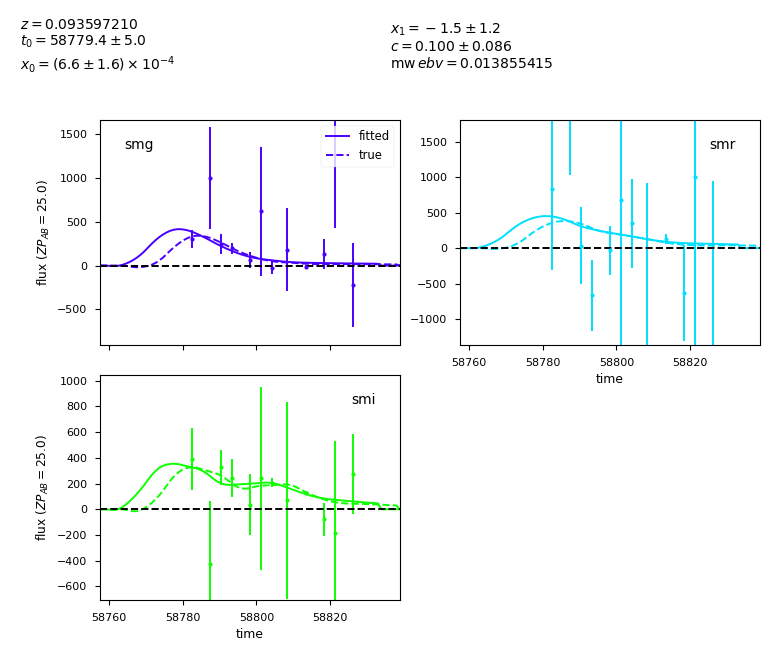 z = 0.093597210
t₀ = 58779.4 ± 5.0
x₀ = (6.6 ± 1.6) × 10⁻⁴
x₁ = −1.5 ± 1.2
c = 0.100 ± 0.086
mwebv = 0.013855415
smg
fitted
true
1500
1000
500
0
−500
flux (ZP_AB = 25.0)
smr
1500
1000
500
0
−500
−1000
58760 58780 58800 58820
time
smi
1000
800
600
400
200
0
−200
−400
−600
flux (ZP_AB = 25.0)
58760 58780 58800 58820
time